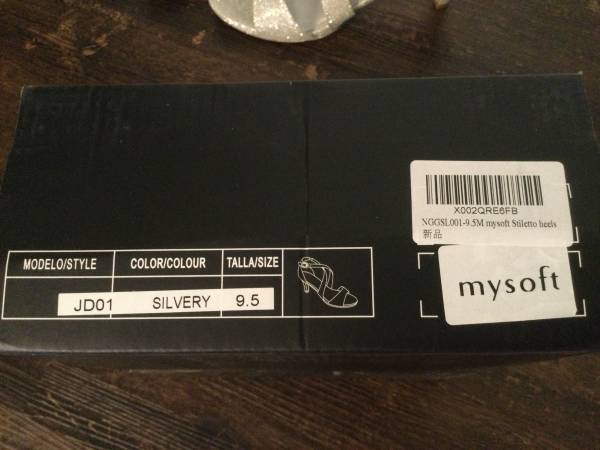 X002QRE6FB
NGGSL001-9.5M mysoft Stiletto heels
新品
MODELO/STYLE COLOR/COLOUR TALLA/SIZE
JD01 SILVERY 9.5
mysoft